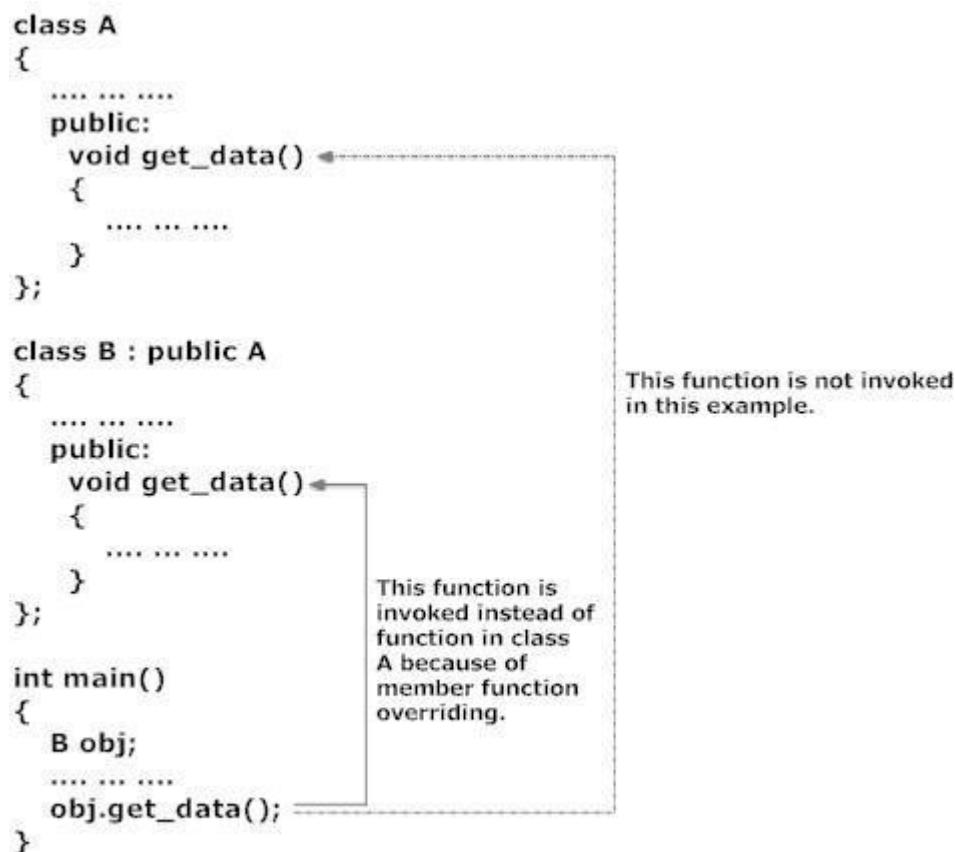 class A
{
.... ... ....
public:
void get_data()
{
.... ... ....
}
};
class B : public A
{
.... ... ....
public:
void get_data()
{
.... ... ....
}
};
int main()
{
B obj;
.... ... ....
obj.get_data();
}
This function is not invoked
in this example.
This function is
invoked instead of
function in class
A because of
member function
overriding.